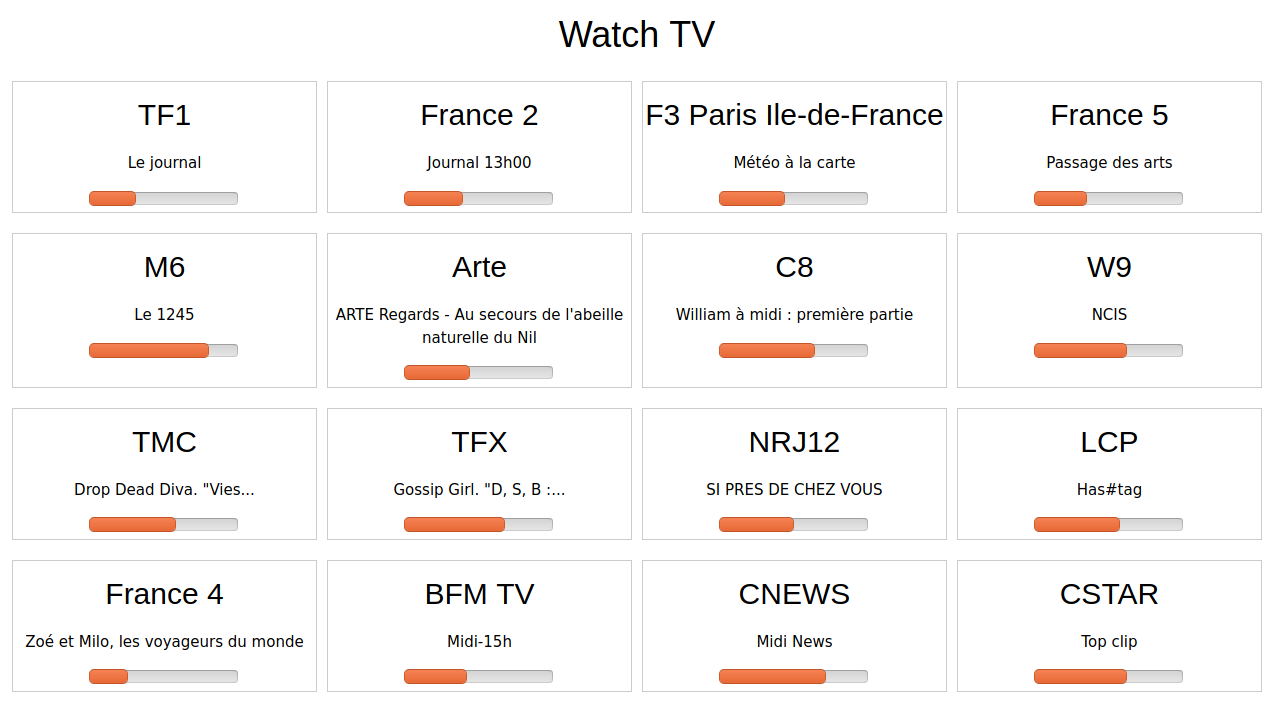 Watch TV
TF1
Le journal
France 2
Journal 13h00
F3 Paris Ile-de-France
Météo à la carte
France 5
Passage des arts
M6
Le 1245
Arte
ARTE Regards - Au secours de l'abeille
naturelle du Nil
C8
William à midi : première partie
W9
NCIS
TMC
Drop Dead Diva. "Vies...
TFX
Gossip Girl. "D, S, B :...
NRJ12
SI PRES DE CHEZ VOUS
LCP
Has#tag
France 4
Zoé et Milo, les voyageurs du monde
BFM TV
Midi-15h
CNEWS
Midi News
CSTAR
Top clip